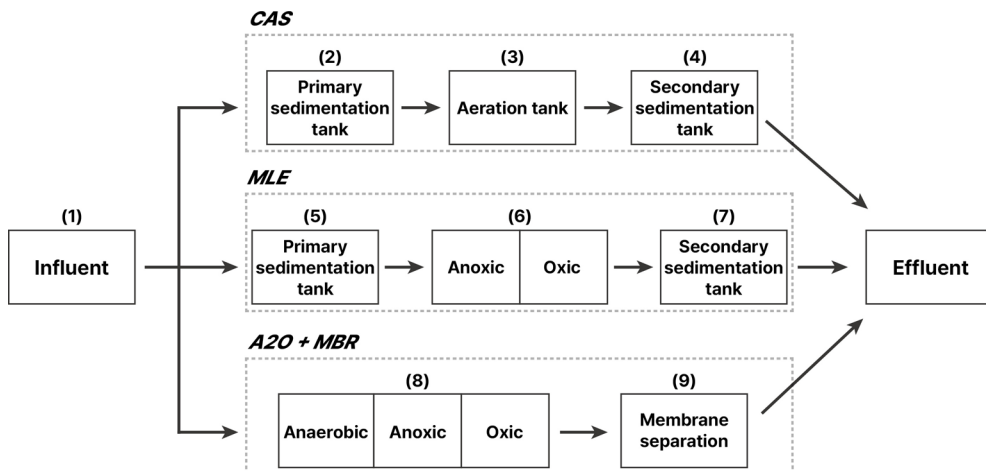 CAS
(2)
(3)
(4)
Primary
sedimentation
tank
Aeration tank
Secondary
sedimentation
tank
MLE
(1)
(5)
(6)
(7)
Influent
Primary
sedimentation
tank
Anoxic
Oxic
Secondary
sedimentation
tank
Effluent
A2O + MBR
(8)
(9)
Anaerobic
Anoxic
Oxic
Membrane
separation